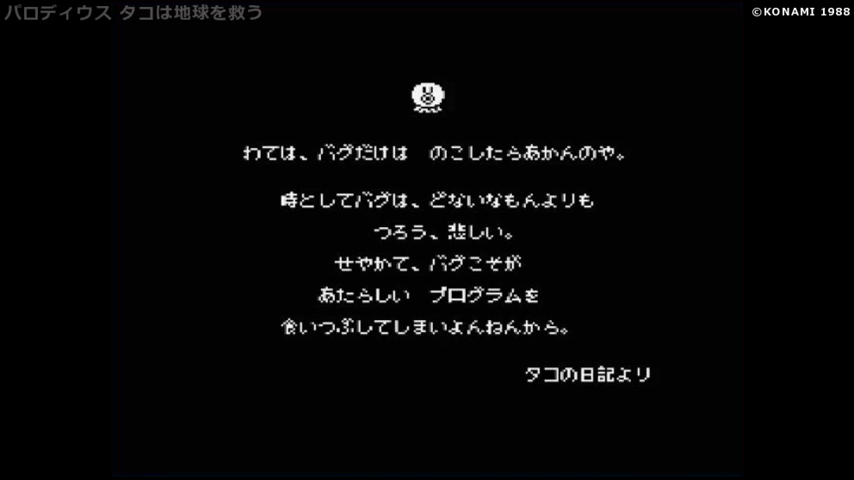 パロディウス タコは地球を救う
©KONAMI 1988
わては、バグだけは のこしたらあかんのや。
時としてバグは、どないなもんよりも
つろう、悲しい。
せやかて、バグこそが
あたらしい プログラムを
食いつぶしてしまいよんねんから。
タコの日記より